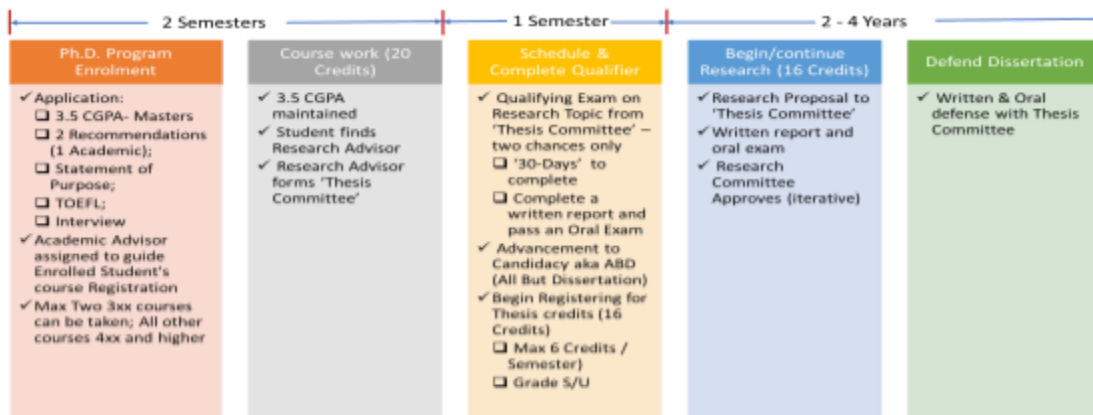 2 Semesters
1 Semester
2 - 4 Years
Ph.D. Program
Enrolment
✓Application:
❑ 3.5 CGPA- Masters
❑ 2 Recommendations
(1 Academic);
❑ Statement of
Purpose;
❑ TOEFL;
❑ Interview
✓Academic Advisor
assigned to guide
Enrolled Student's
course Registration
✓Max Two 3xx courses
can be taken; All other
courses 4xx and higher
Course work (20
Credits)
✓ 3.5 CGPA
maintained
✓ Student finds
Research Advisor
✓ Research Advisor
forms 'Thesis
Committee'
Schedule &
Complete Qualifier
✓ Qualifying Exam on
Research Topic from
'Thesis Committee' –
two chances only
❑ '30-Days' to
complete
❑ Complete a
written report and
pass an Oral Exam
✓ Advancement to
Candidacy aka ABD
(All But Dissertation)
✓Begin Registering for
Thesis credits (16
Credits)
❑ Max 6 Credits /
Semester)
❑ Grade S/U
Begin/continue
Research (16 Credits)
✓Research Proposal to
'Thesis Committee'
✓Written report and
oral exam
✓ Research
Committee
Approves (iterative)
Defend Dissertation
✓ Written & Oral
defense with Thesis
Committee